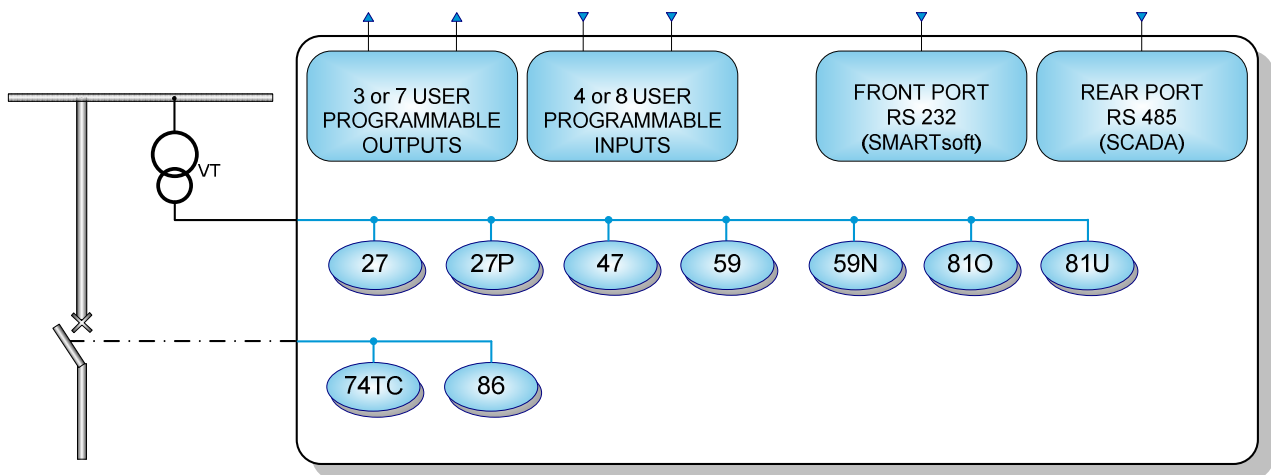 3 or 7 USER
PROGRAMMABLE
OUTPUTS
4 or 8 USER
PROGRAMMABLE
INPUTS
FRONT PORT
RS 232
(SMARTsoft)
REAR PORT
RS 485
(SCADA)
VT
27
27P
47
59
59N
81O
81U
74TC
86